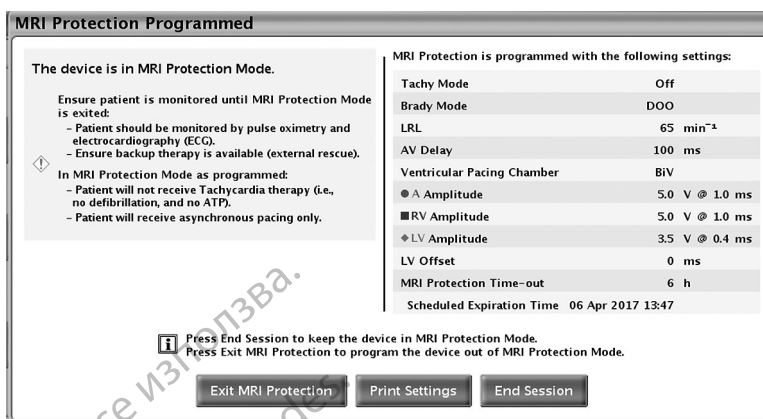 MRI Protection Programmed
The device is in MRI Protection Mode.
Ensure patient is monitored until MRI Protection Mode
is exited:
– Patient should be monitored by pulse oximetry and
electrocardiography (ECG).
– Ensure backup therapy is available (external rescue).
In MRI Protection Mode as programmed:
– Patient will not receive Tachycardia therapy (i.e.,
no defibrillation, and no ATP).
– Patient will receive asynchronous pacing only.
MRI Protection is programmed with the following settings:
Tachy Mode Off
Brady Mode DOO
LRL 65 min⁻¹
AV Delay 100 ms
Ventricular Pacing Chamber BiV
A Amplitude 5.0 V @ 1.0 ms
RV Amplitude 5.0 V @ 1.0 ms
LV Amplitude 3.5 V @ 0.4 ms
LV Offset 0 ms
MRI Protection Time-out 6 h
Scheduled Expiration Time 06 Apr 2017 13:47
Press End Session to keep the device in MRI Protection Mode.
Press Exit MRI Protection to program the device out of MRI Protection Mode.
Exit MRI Protection Print Settings End Session
се използва.